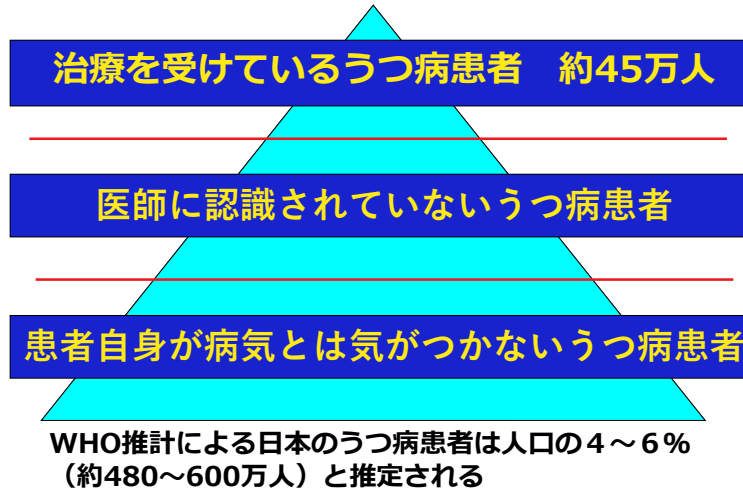 治療を受けているうつ病患者　約45万人
医師に認識されていないうつ病患者
患者自身が病気とは気がつかないうつ病患者
WHO推計による日本のうつ病患者は人口の４～６%
（約480～600万人）と推定される